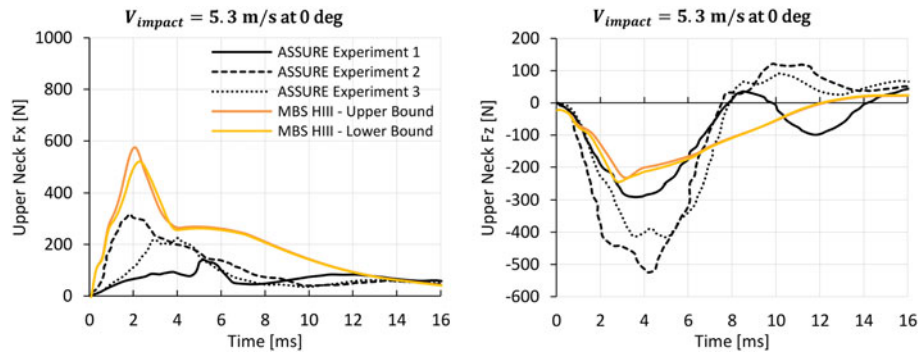 V_impact = 5.3 m/s at 0 deg
Upper Neck Fx [N]
1000
800
600
400
200
0
ASSURE Experiment 1
ASSURE Experiment 2
ASSURE Experiment 3
MBS HIII - Upper Bound
MBS HIII - Lower Bound
0 2 4 6 8 10 12 14 16
Time [ms]
V_impact = 5.3 m/s at 0 deg
Upper Neck Fz [N]
200
100
0
-100
-200
-300
-400
-500
-600
0 2 4 6 8 10 12 14 16
Time [ms]